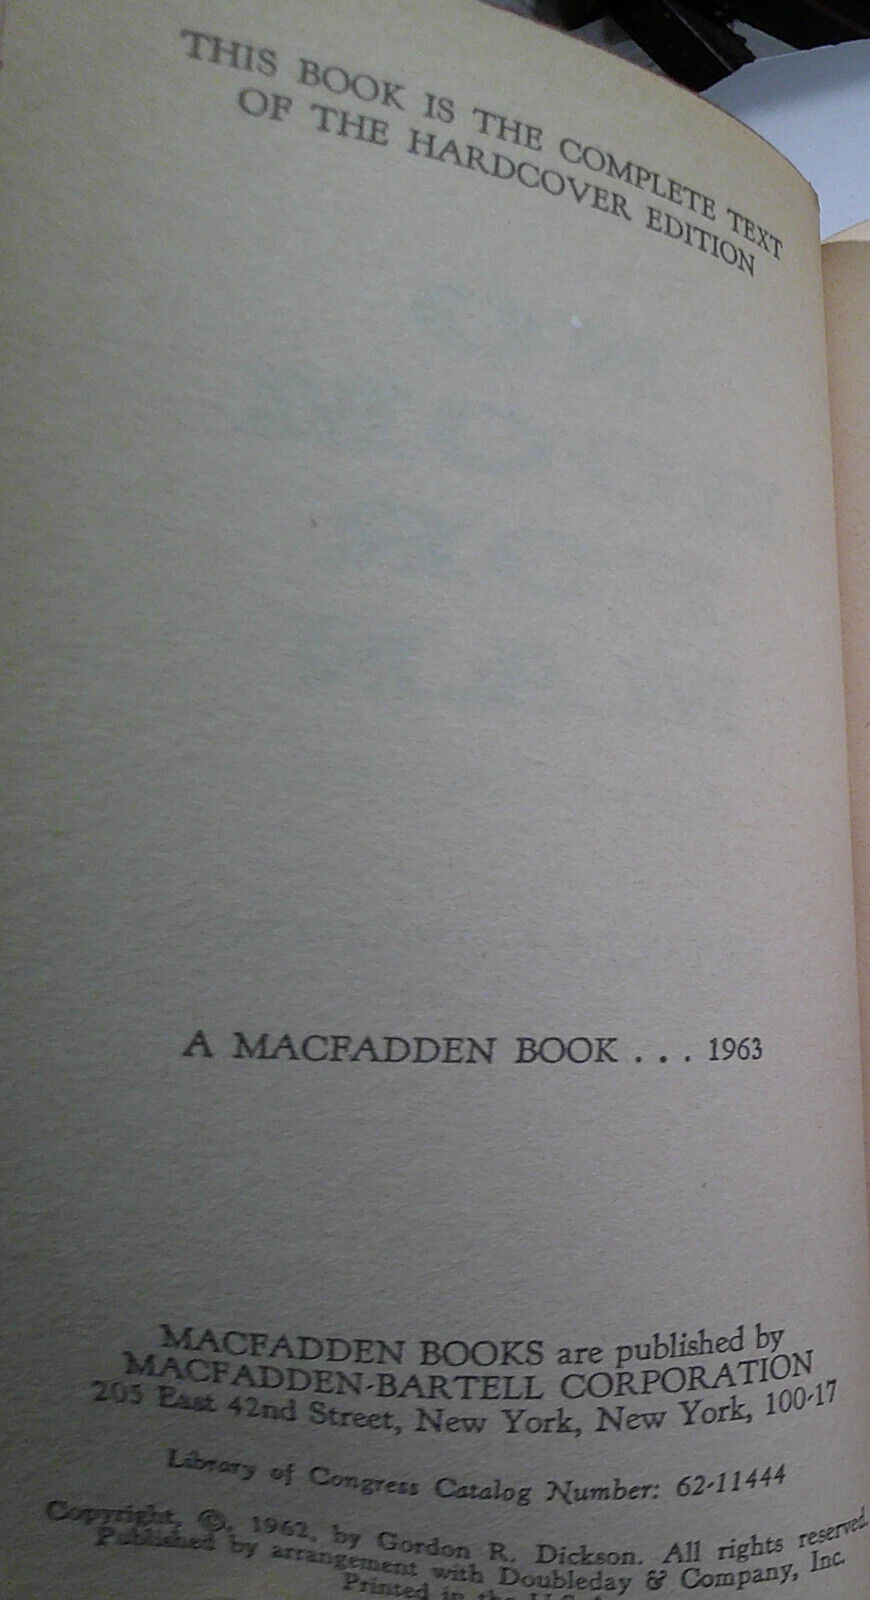 THIS BOOK IS THE COMPLETE TEXT
OF THE HARDCOVER EDITION
A MACFADDEN BOOK . . . 1963
MACFADDEN BOOKS are published by
MACFADDEN-BARTELL CORPORATION
205 East 42nd Street, New York, New York, 100-17
Library of Congress Catalog Number: 62-11444
Copyright, ©, 1962, by Gordon R. Dickson. All rights reserved.
Published by arrangement with Doubleday & Company, Inc.
Printed in the U.S.